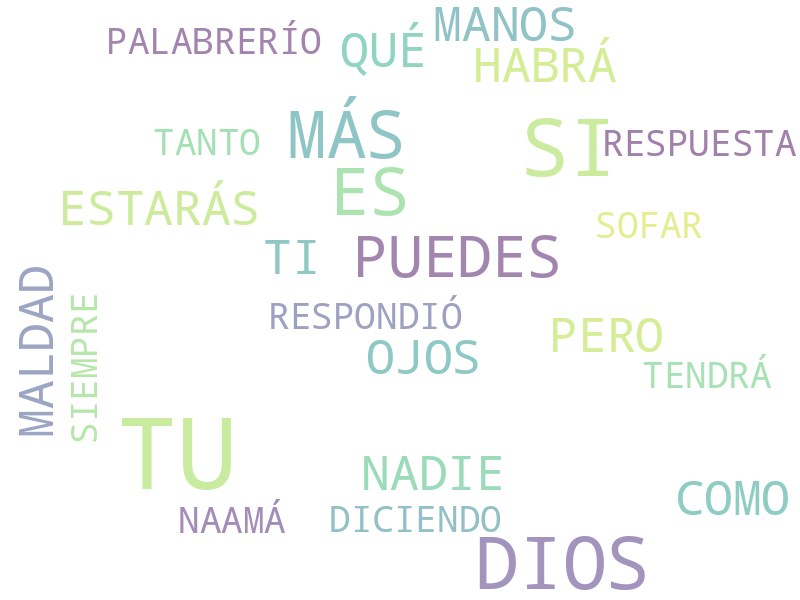 MANOS
PALABRERÍO
QUÉ
HABRÁ
MÁS
SI
TANTO
RESPUESTA
ES
ESTARÁS
SOFAR
TI
PUEDES
MALDAD
SIEMPRE
RESPONDIÓ
PERO
OJOS
TENDRÁ
TU
NADIE
COMO
NAAMÁ
DICIENDO
DIOS